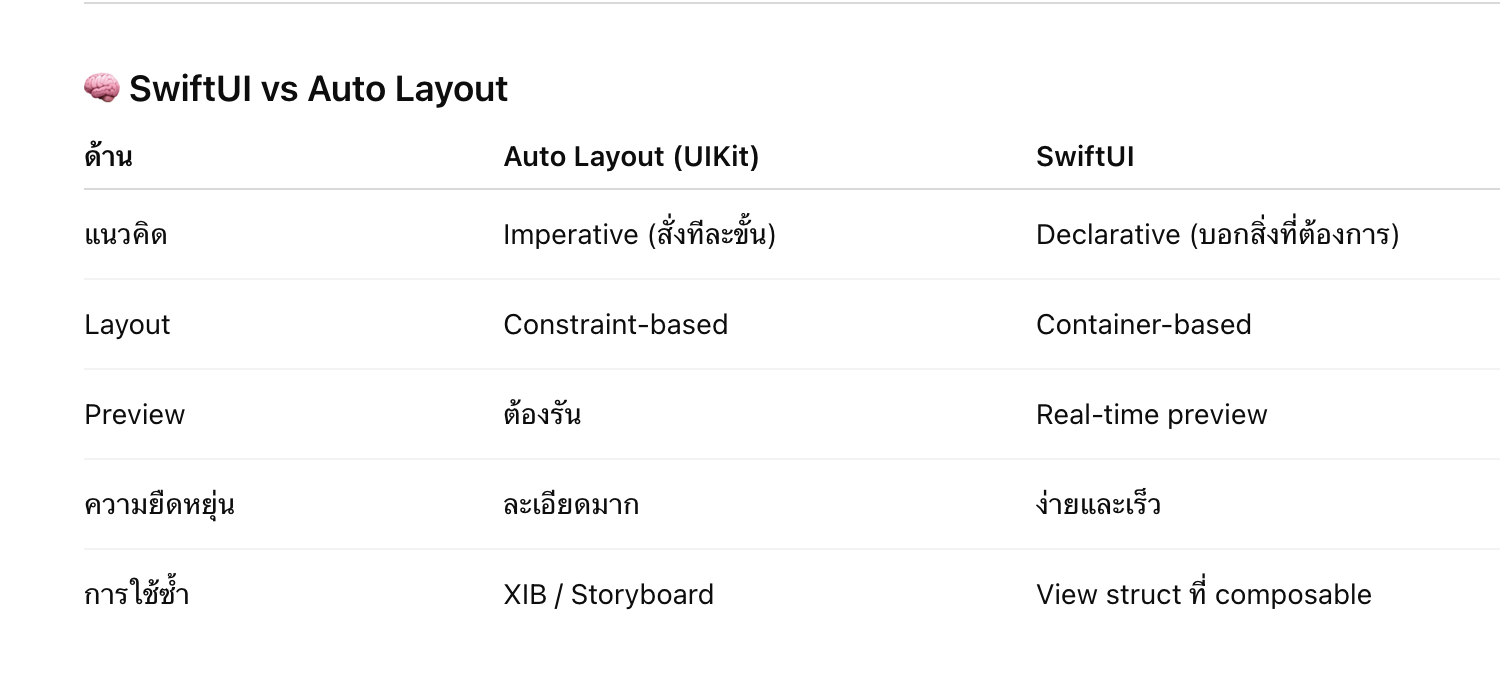 🧠 SwiftUI vs Auto Layout
ด้าน Auto Layout (UIKit) SwiftUI
แนวคิด Imperative (สั่งทีละขั้น) Declarative (บอกสิ่งที่ต้องการ)
Layout Constraint-based Container-based
Preview ต้องรัน Real-time preview
ความยืดหยุ่น ละเอียดมาก ง่ายและเร็ว
การใช้ซ้ำ XIB / Storyboard View struct ที่ composable